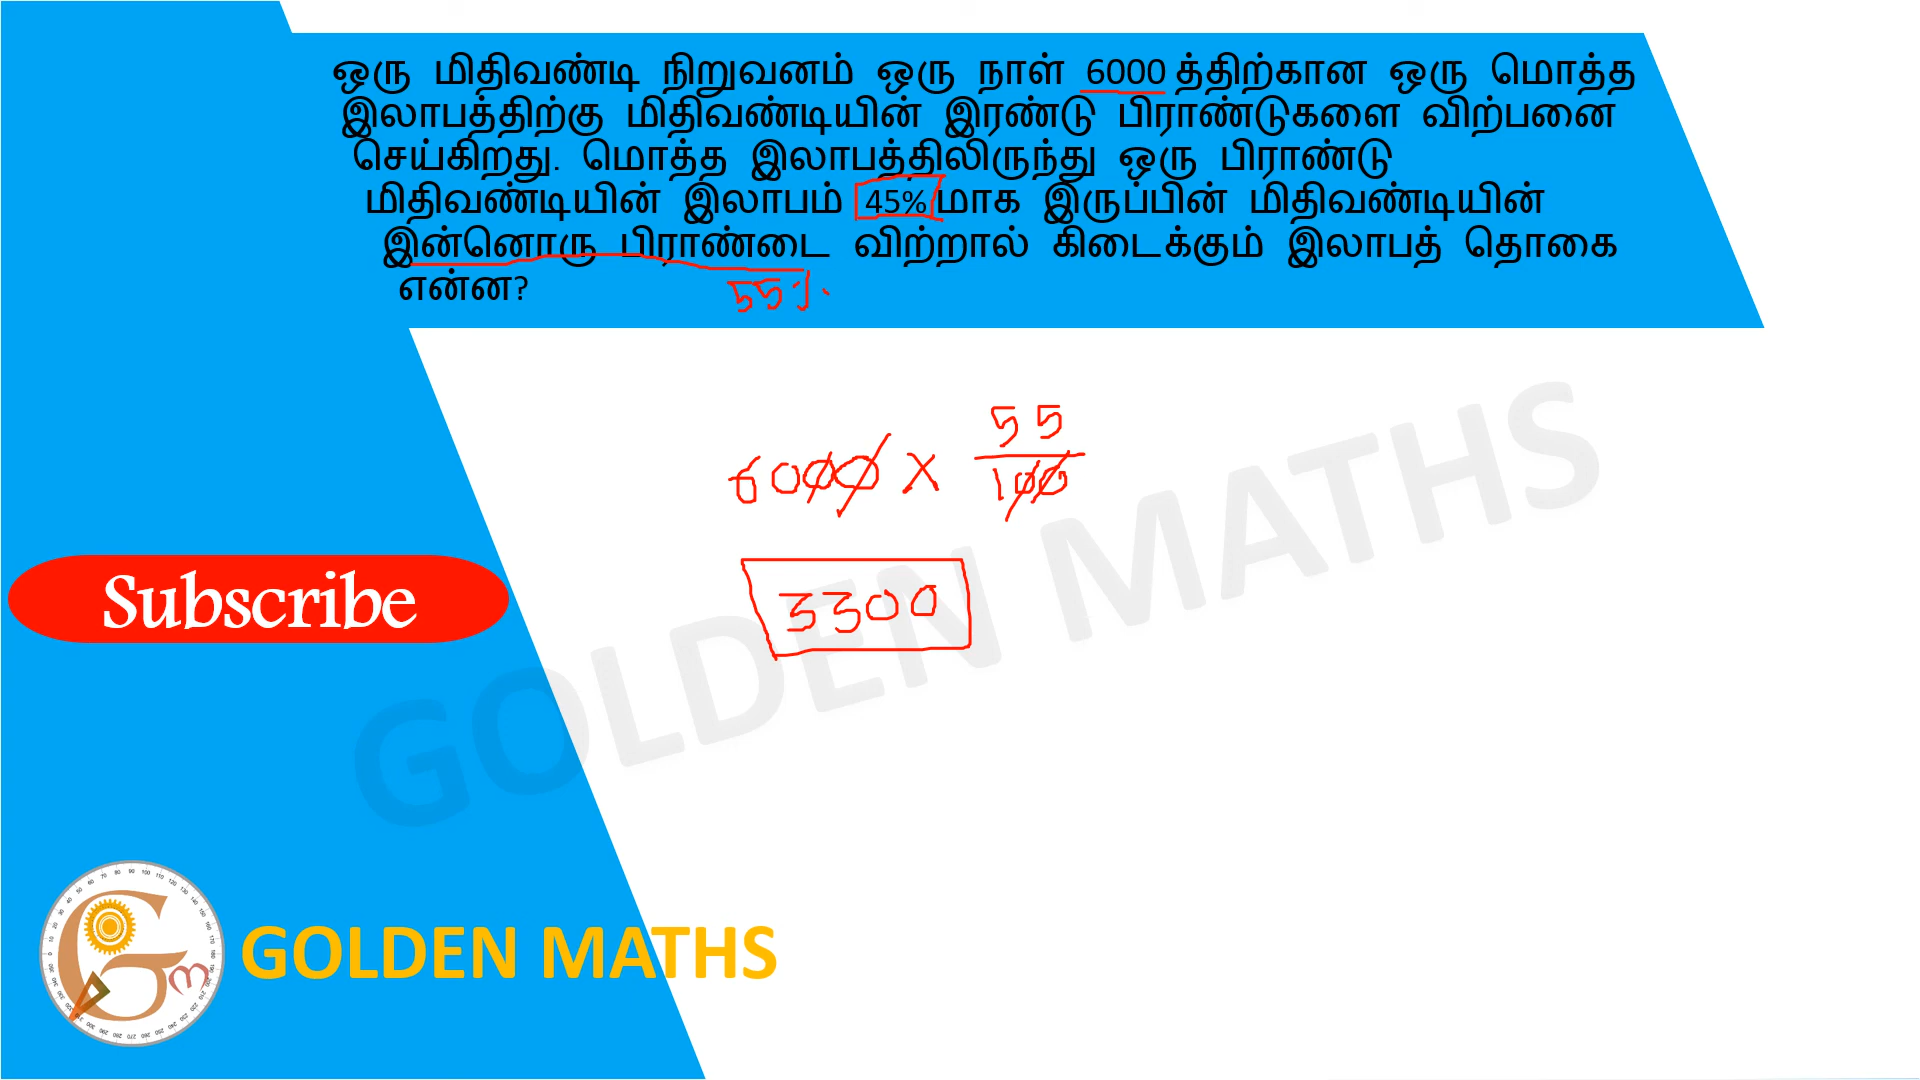 ஒரு மிதிவண்டி நிறுவனம் ஒரு நாள் 6000 த்திற்கான ஒரு மொத்த
இலாபத்திற்கு மிதிவண்டியின் இரண்டு பிராண்டுகளை விற்பனை
செய்கிறது. மொத்த இலாபத்திலிருந்து ஒரு பிராண்டு
மிதிவண்டியின் இலாபம் 45% மாக இருப்பின் மிதிவண்டியின்
இன்னொரு பிராண்டை விற்றால் கிடைக்கும் இலாபத் தொகை
என்ன?
55%
6000 × 55/100
3300
Subscribe
GOLDEN MATHS
GOLDEN MATHS